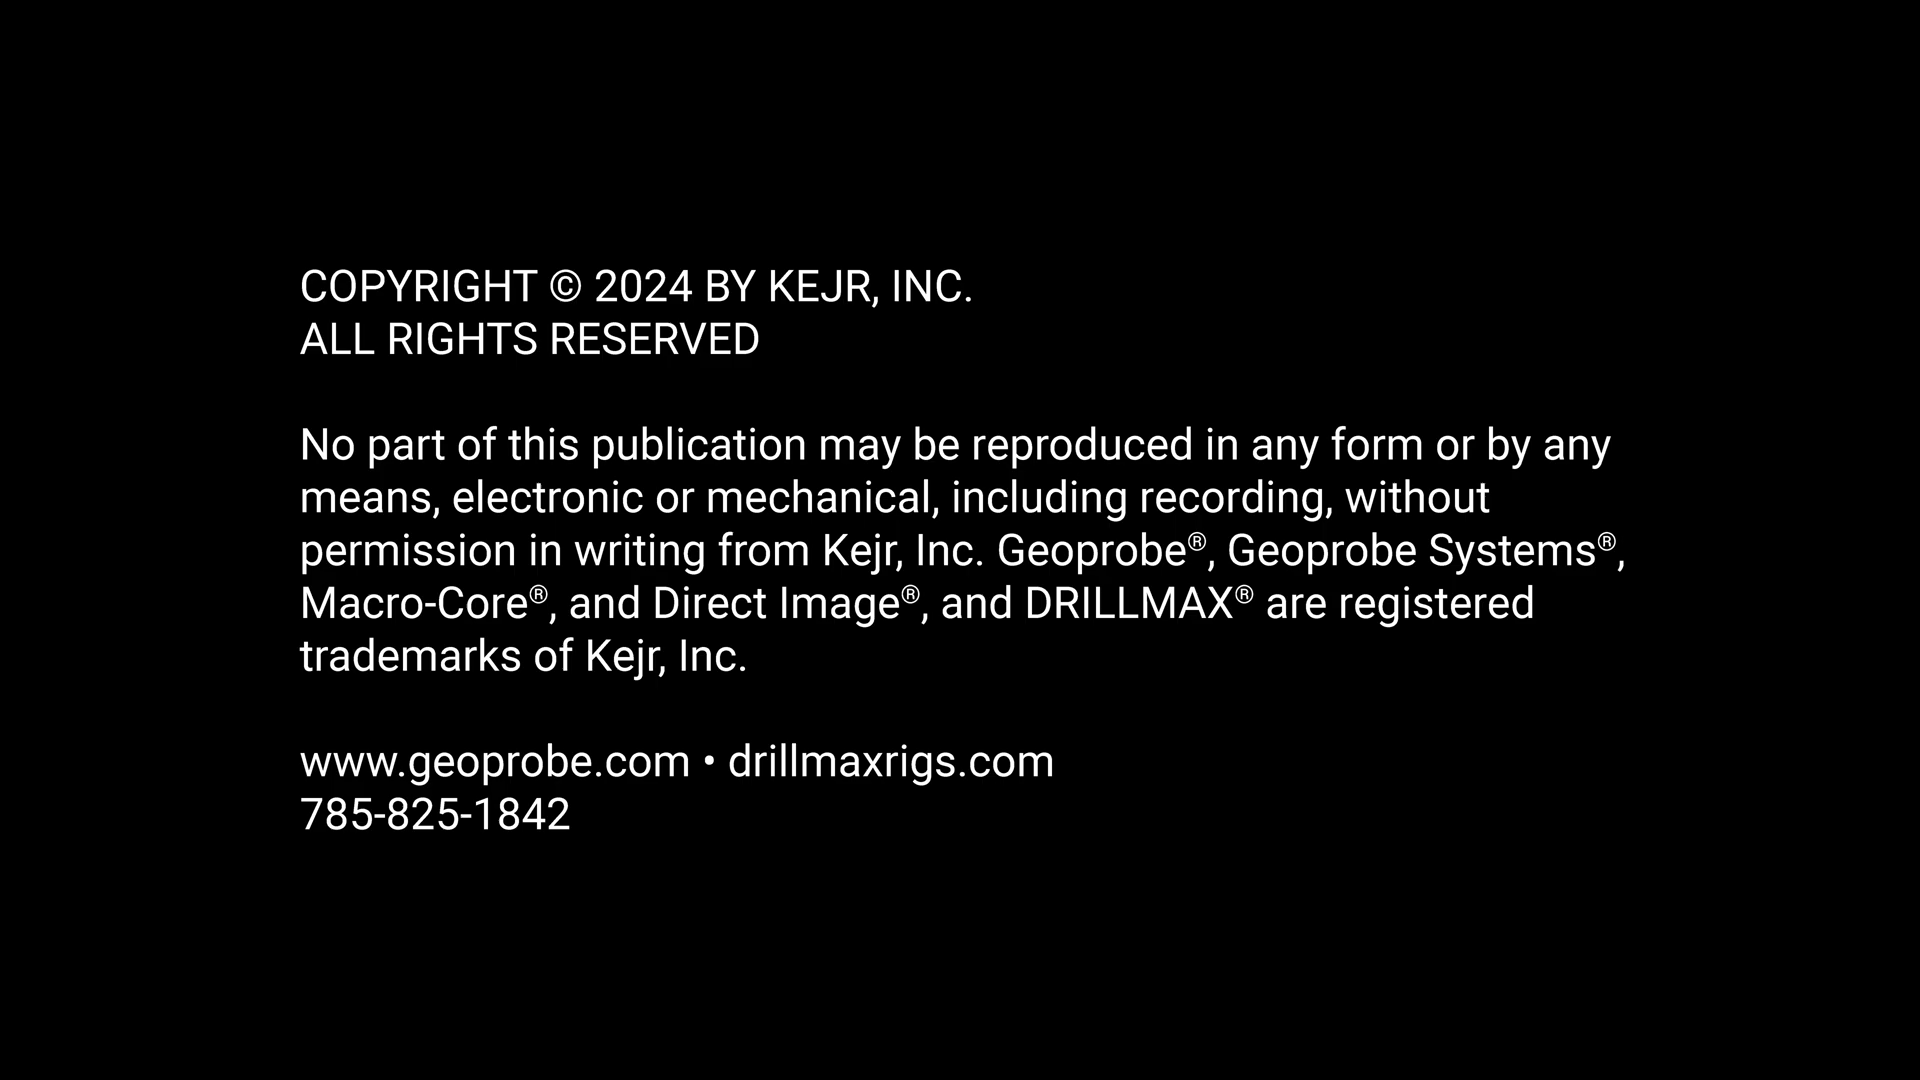 COPYRIGHT © 2024 BY KEJR, INC.
ALL RIGHTS RESERVED
No part of this publication may be reproduced in any form or by any
means, electronic or mechanical, including recording, without
permission in writing from Kejr, Inc. Geoprobe®, Geoprobe Systems®,
Macro-Core®, and Direct Image®, and DRILLMAX® are registered
trademarks of Kejr, Inc.
www.geoprobe.com • drillmaxrigs.com
785-825-1842